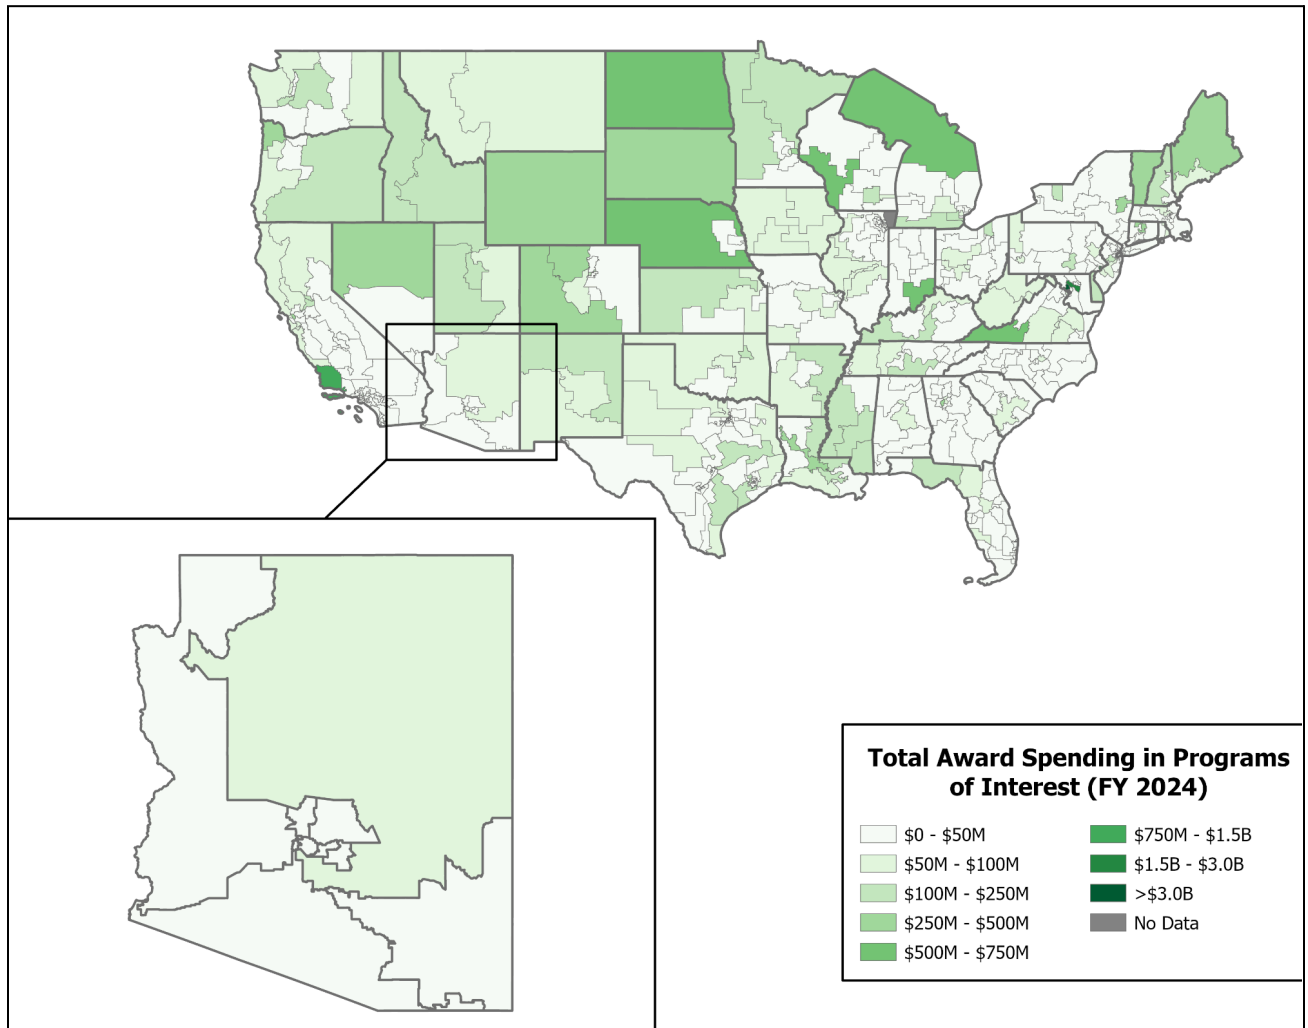 Total Award Spending in Programs
of Interest (FY 2024)
$0 - $50M
$50M - $100M
$100M - $250M
$250M - $500M
$500M - $750M
$750M - $1.5B
$1.5B - $3.0B
>$3.0B
No Data